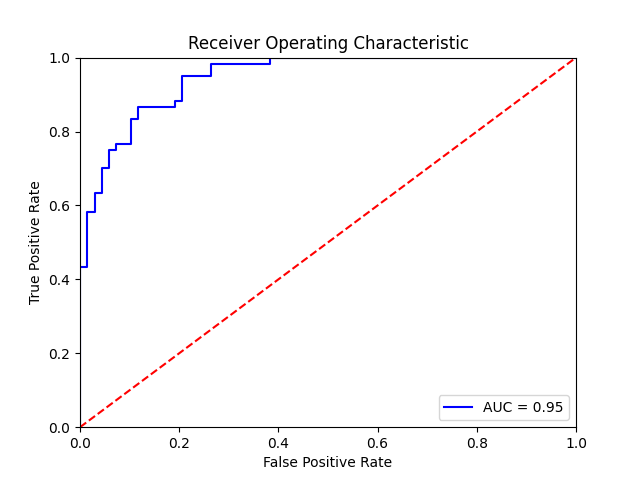 Receiver Operating Characteristic
1.0
0.8
0.6
0.4
0.2
0.0
True Positive Rate
AUC = 0.95
0.0 0.2 0.4 0.6 0.8 1.0
False Positive Rate